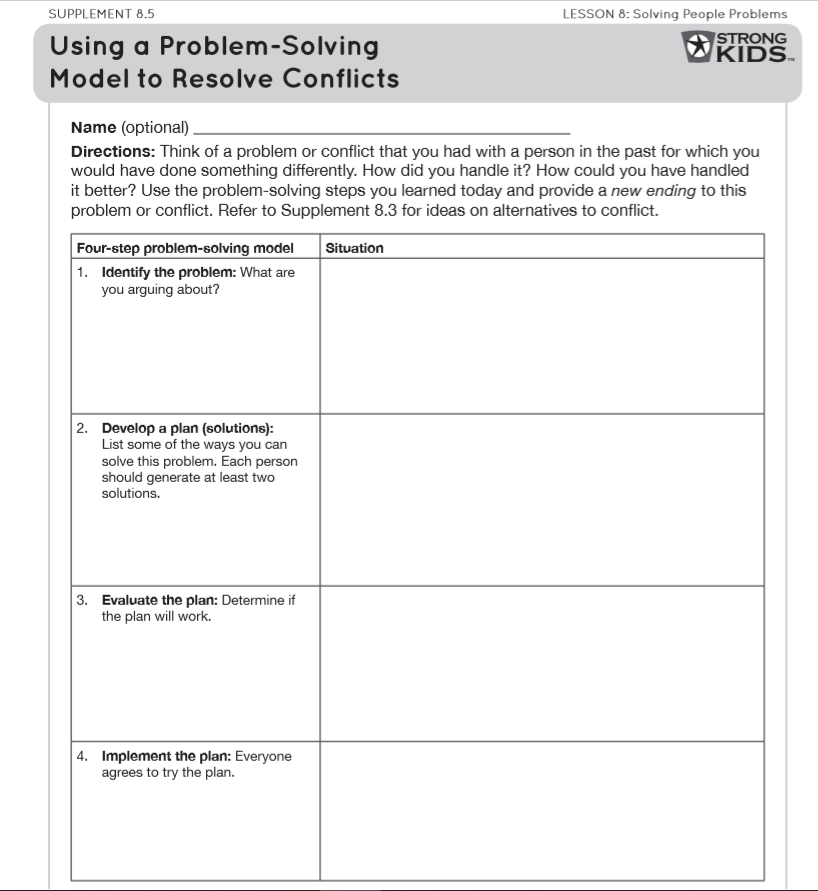 SUPPLEMENT 8.5
LESSON 8: Solving People Problems
Using a Problem-Solving
Model to Resolve Conflicts
STRONG
KIDS™
Name (optional)
Directions: Think of a problem or conflict that you had with a person in the past for which you
would have done something differently. How did you handle it? How could you have handled
it better? Use the problem-solving steps you learned today and provide a new ending to this
problem or conflict. Refer to Supplement 8.3 for ideas on alternatives to conflict.
Four-step problem-solving model
Situation
1. Identify the problem: What are
you arguing about?
2. Develop a plan (solutions):
List some of the ways you can
solve this problem. Each person
should generate at least two
solutions.
3. Evaluate the plan: Determine if
the plan will work.
4. Implement the plan: Everyone
agrees to try the plan.